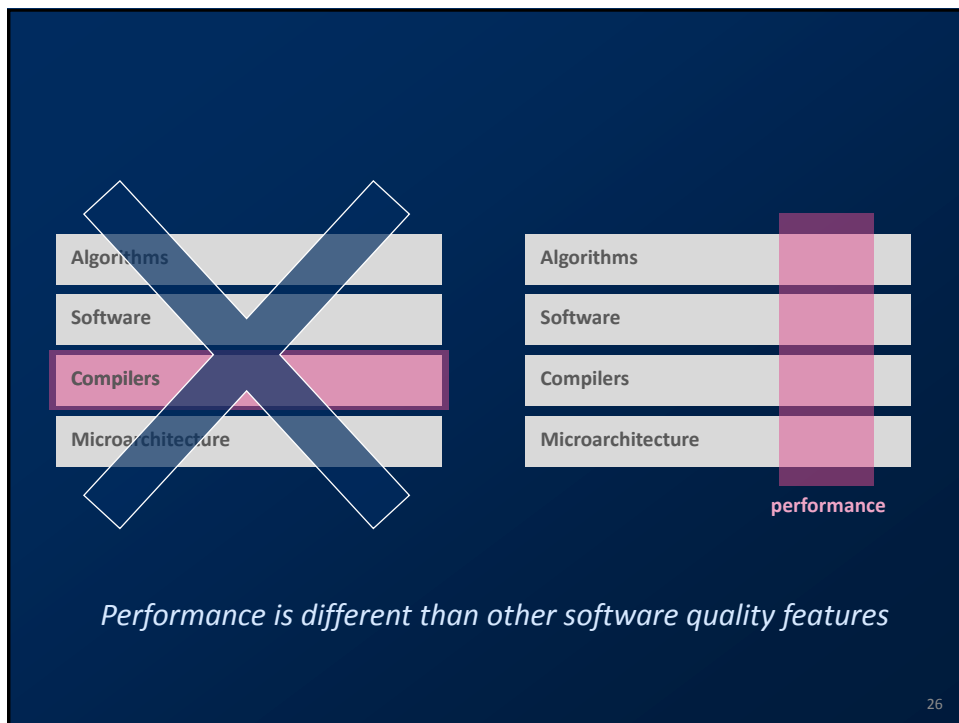 Algorithms
Software
Compilers
Microarchitecture
Algorithms
Software
Compilers
Microarchitecture
performance
Performance is different than other software quality features
26